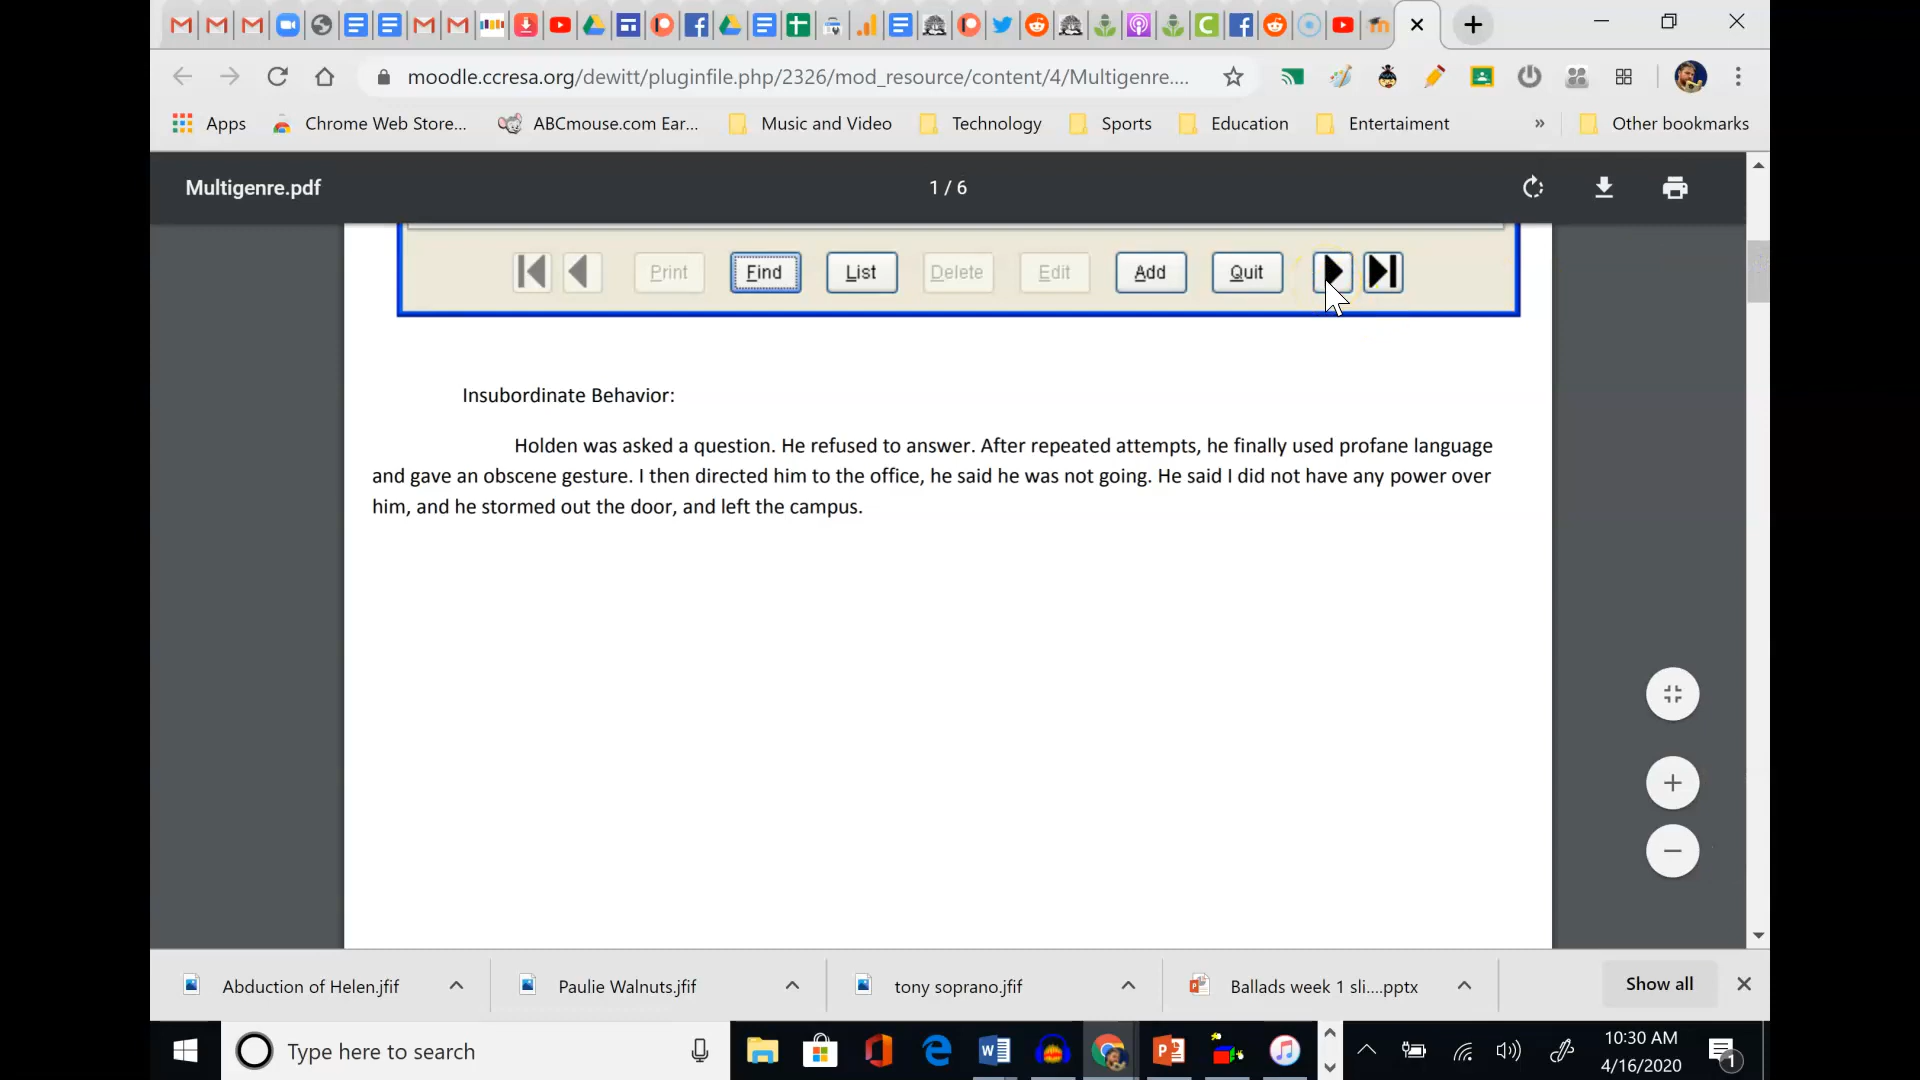 moodle.ccresa.org/dewitt/pluginfile.php/2326/mod_resource/content/4/Multigenre....
Apps Chrome Web Store... ABCmouse.com Ear... Music and Video Technology Sports Education Entertaiment » Other bookmarks
Multigenre.pdf 1 / 6
Print Find List Delete Edit Add Quit
Insubordinate Behavior:
Holden was asked a question. He refused to answer. After repeated attempts, he finally used profane language
and gave an obscene gesture. I then directed him to the office, he said he was not going. He said I did not have any power over
him, and he stormed out the door, and left the campus.
Abduction of Helen.jfif Paulie Walnuts.jfif tony soprano.jfif Ballads week 1 sli....pptx Show all
Type here to search
10:30 AM
4/16/2020
1